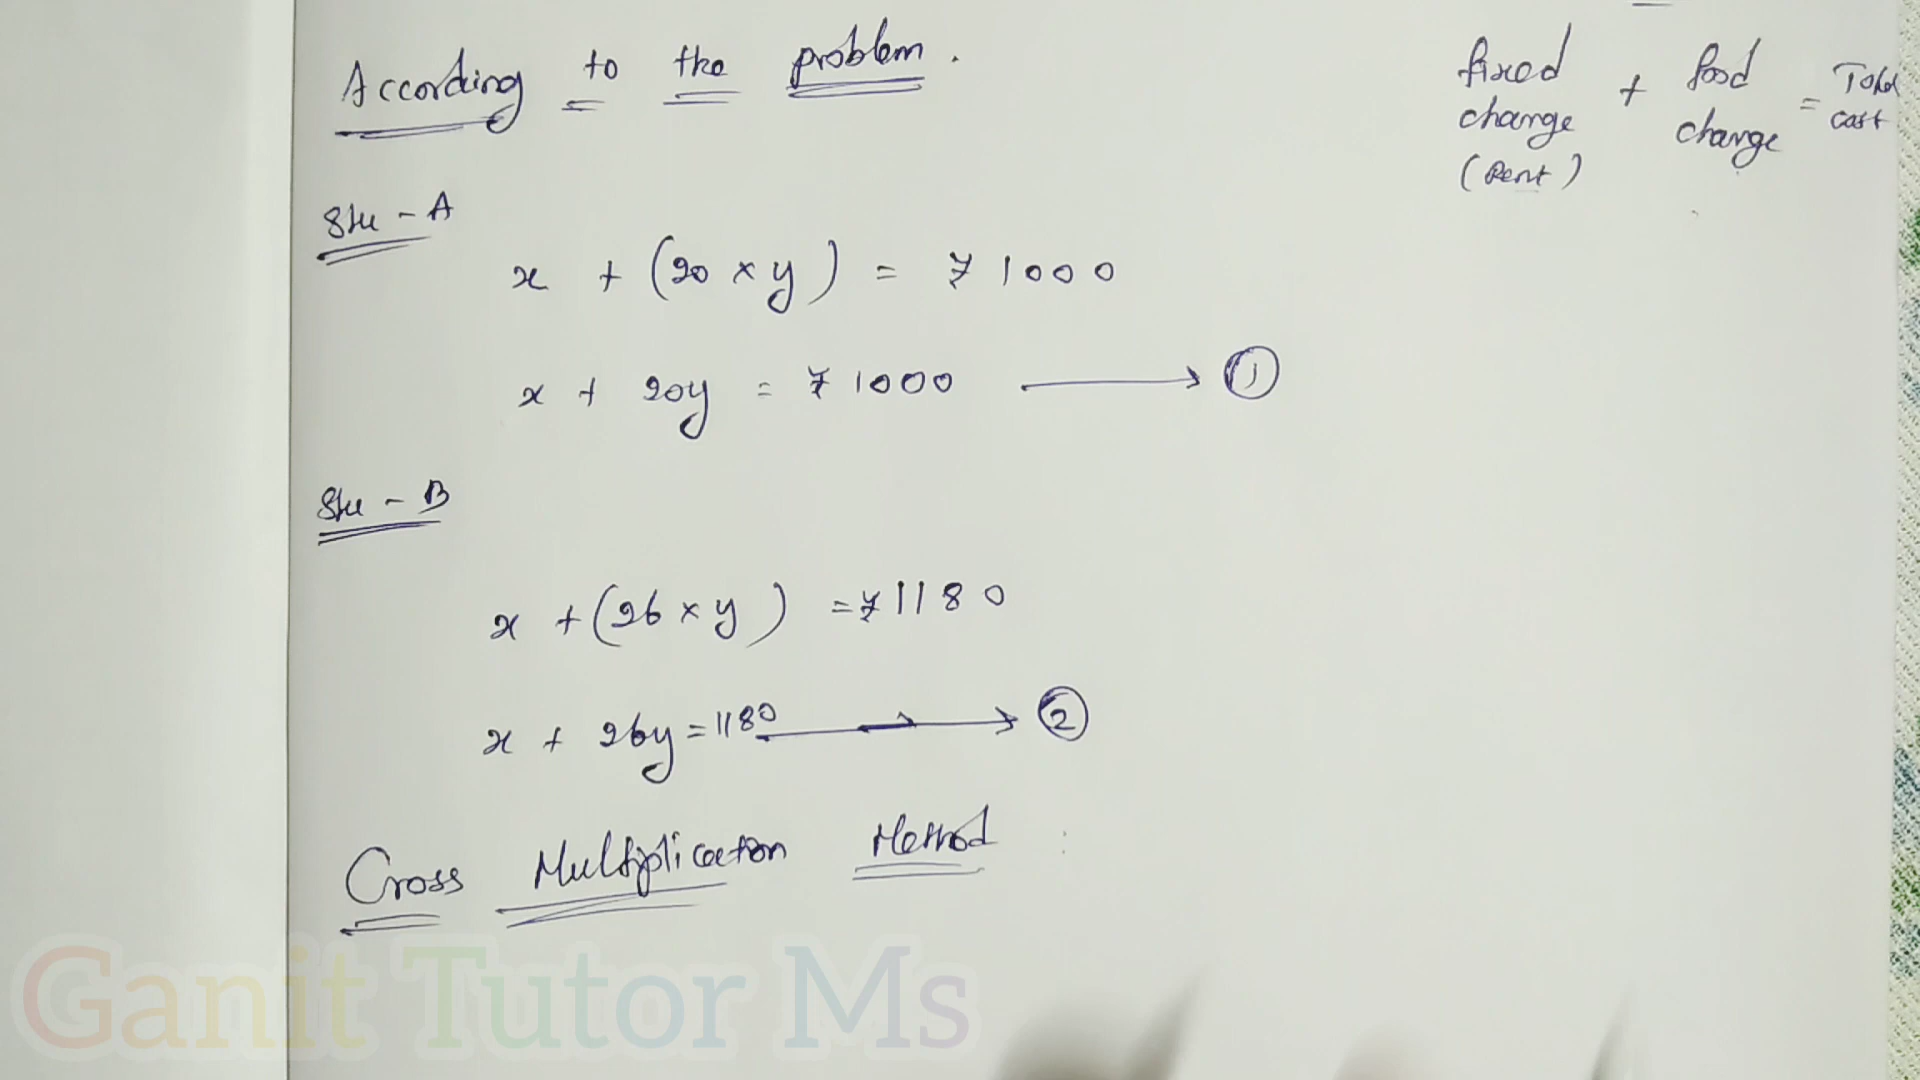 According to the problem.
fixed charge (Rent) + food charge = Total cost
Stu - A
x + (20 × y) = ₹ 1000
x + 20y = ₹ 1000 → 1
Stu - B
x + (26 × y) = ₹ 1180
x + 26y = 1180 → 2
Cross Multiplication Method :
Ganit Tutor Ms